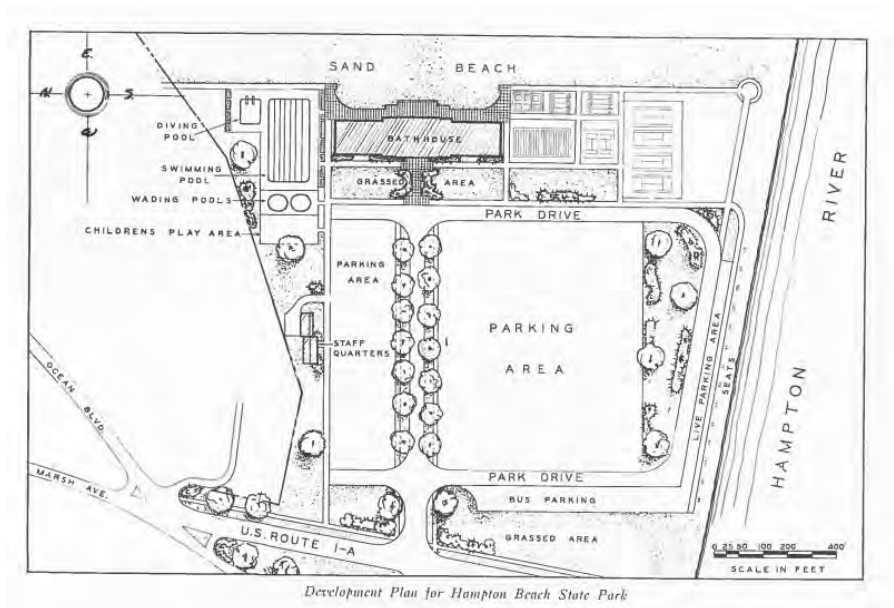 E.
SAND BEACH
N. S.
DIVING
POOL
BATHHOUSE
SWIMMING
POOL
GRASSED AREA
WADING POOLS
PARK DRIVE
CHILDRENS PLAY AREA
PARKING
AREA
PARKING
AREA
STAFF
QUARTERS
LIVE PARKING AREA
SEATS
HAMPTON RIVER
OCEAN BLVD.
MARSH AVE.
PARK DRIVE
BUS PARKING
U.S. ROUTE 1-A
GRASSED AREA
0 25 50 100 200 400'
SCALE IN FEET
Development Plan for Hampton Beach State Park